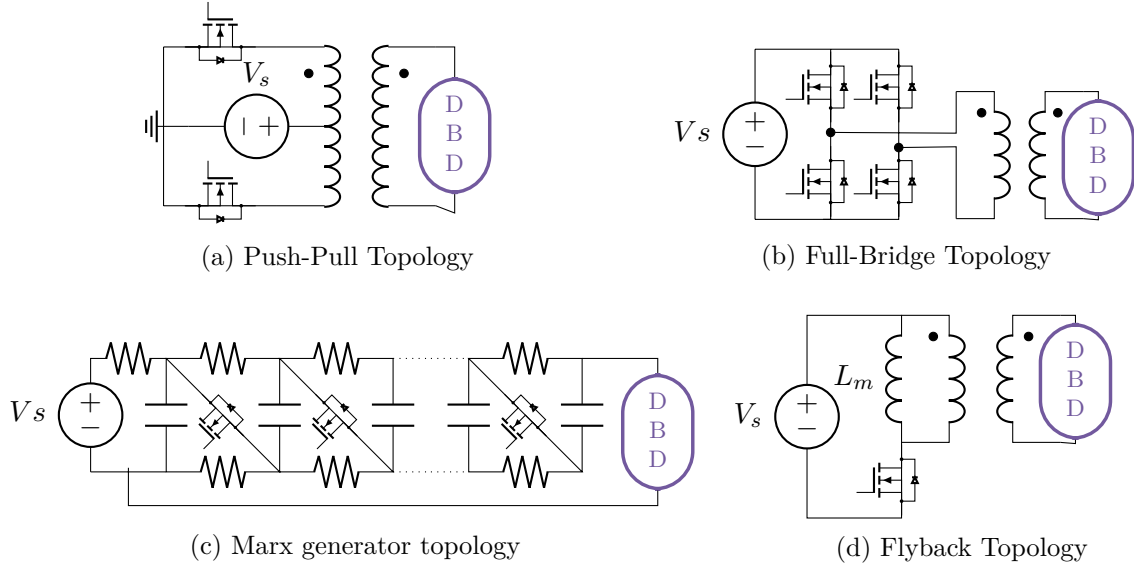 V_s
D
B
D
(a) Push-Pull Topology
Vs
D
B
D
(b) Full-Bridge Topology
Vs
D
B
D
(c) Marx generator topology
V_s
L_m
D
B
D
(d) Flyback Topology